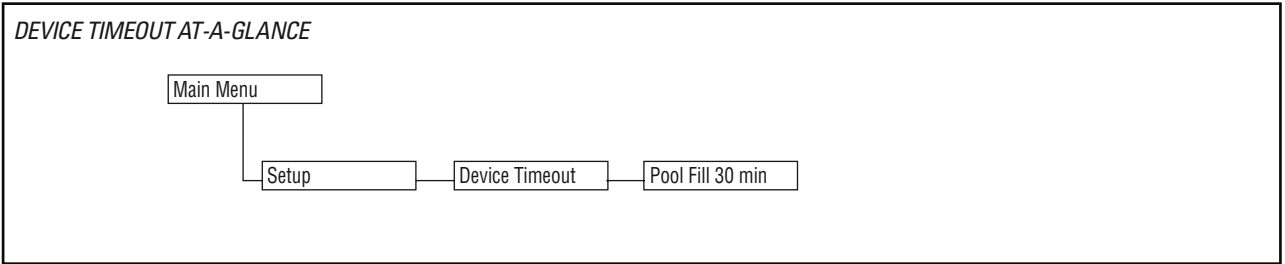 DEVICE TIMEOUT AT-A-GLANCE
Main Menu
Setup
Device Timeout
Pool Fill 30 min